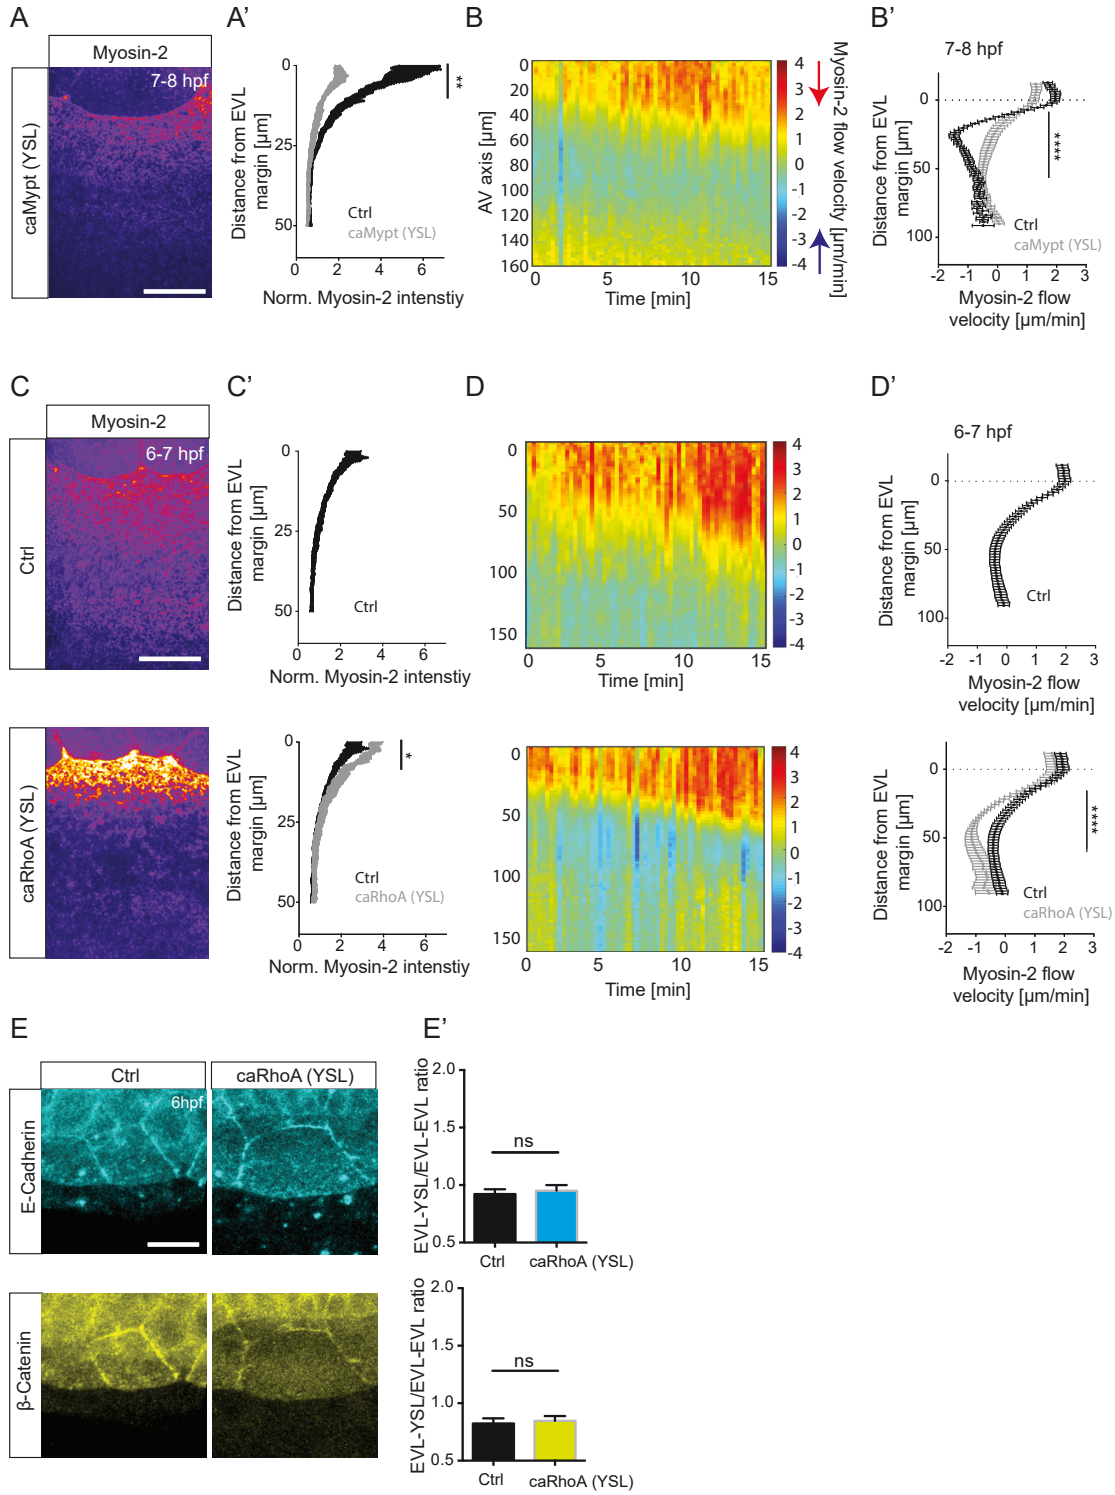 A
Myosin-2
caMypt (YSL)
7-8 hpf
A'
0
25
50
Distance from EVL
margin [µm]
**
Ctrl
caMypt (YSL)
0
2
4
6
Norm. Myosin-2 intenstiy
B
0
20
40
60
80
100
120
140
160
AV axis [µm]
0
5
10
15
Time [min]
4
3
2
1
0
-1
-2
-3
-4
Myosin-2 flow velocity [µm/min]
B'
7-8 hpf
0
50
100
Distance from EVL
margin [µm]
****
Ctrl
caMypt (YSL)
-2
-1
0
1
2
3
Myosin-2 flow
velocity [µm/min]
C
Myosin-2
Ctrl
6-7 hpf
C'
0
25
50
Distance from EVL
margin [µm]
Ctrl
0
2
4
6
Norm. Myosin-2 intenstiy
D
0
50
100
150
0
5
10
15
Time [min]
4
3
2
1
0
-1
-2
-3
-4
D'
6-7 hpf
0
50
100
Distance from EVL
margin [µm]
Ctrl
-2
-1
0
1
2
3
Myosin-2 flow
velocity [µm/min]
caRhoA (YSL)
0
25
50
Distance from EVL
margin [µm]
*
Ctrl
caRhoA (YSL)
0
2
4
6
Norm. Myosin-2 intenstiy
0
50
100
150
0
5
10
15
Time [min]
4
3
2
1
0
-1
-2
-3
-4
0
50
100
Distance from EVL
margin [µm]
****
Ctrl
caRhoA (YSL)
-2
-1
0
1
2
3
Myosin-2 flow
velocity [µm/min]
E
Ctrl
caRhoA (YSL)
E-Cadherin
6hpf
β-Catenin
E'
EVL-YSL/EVL-EVL ratio
2.0
1.5
1.0
0.5
ns
Ctrl
caRhoA (YSL)
EVL-YSL/EVL-EVL ratio
2.0
1.5
1.0
0.5
ns
Ctrl
caRhoA (YSL)